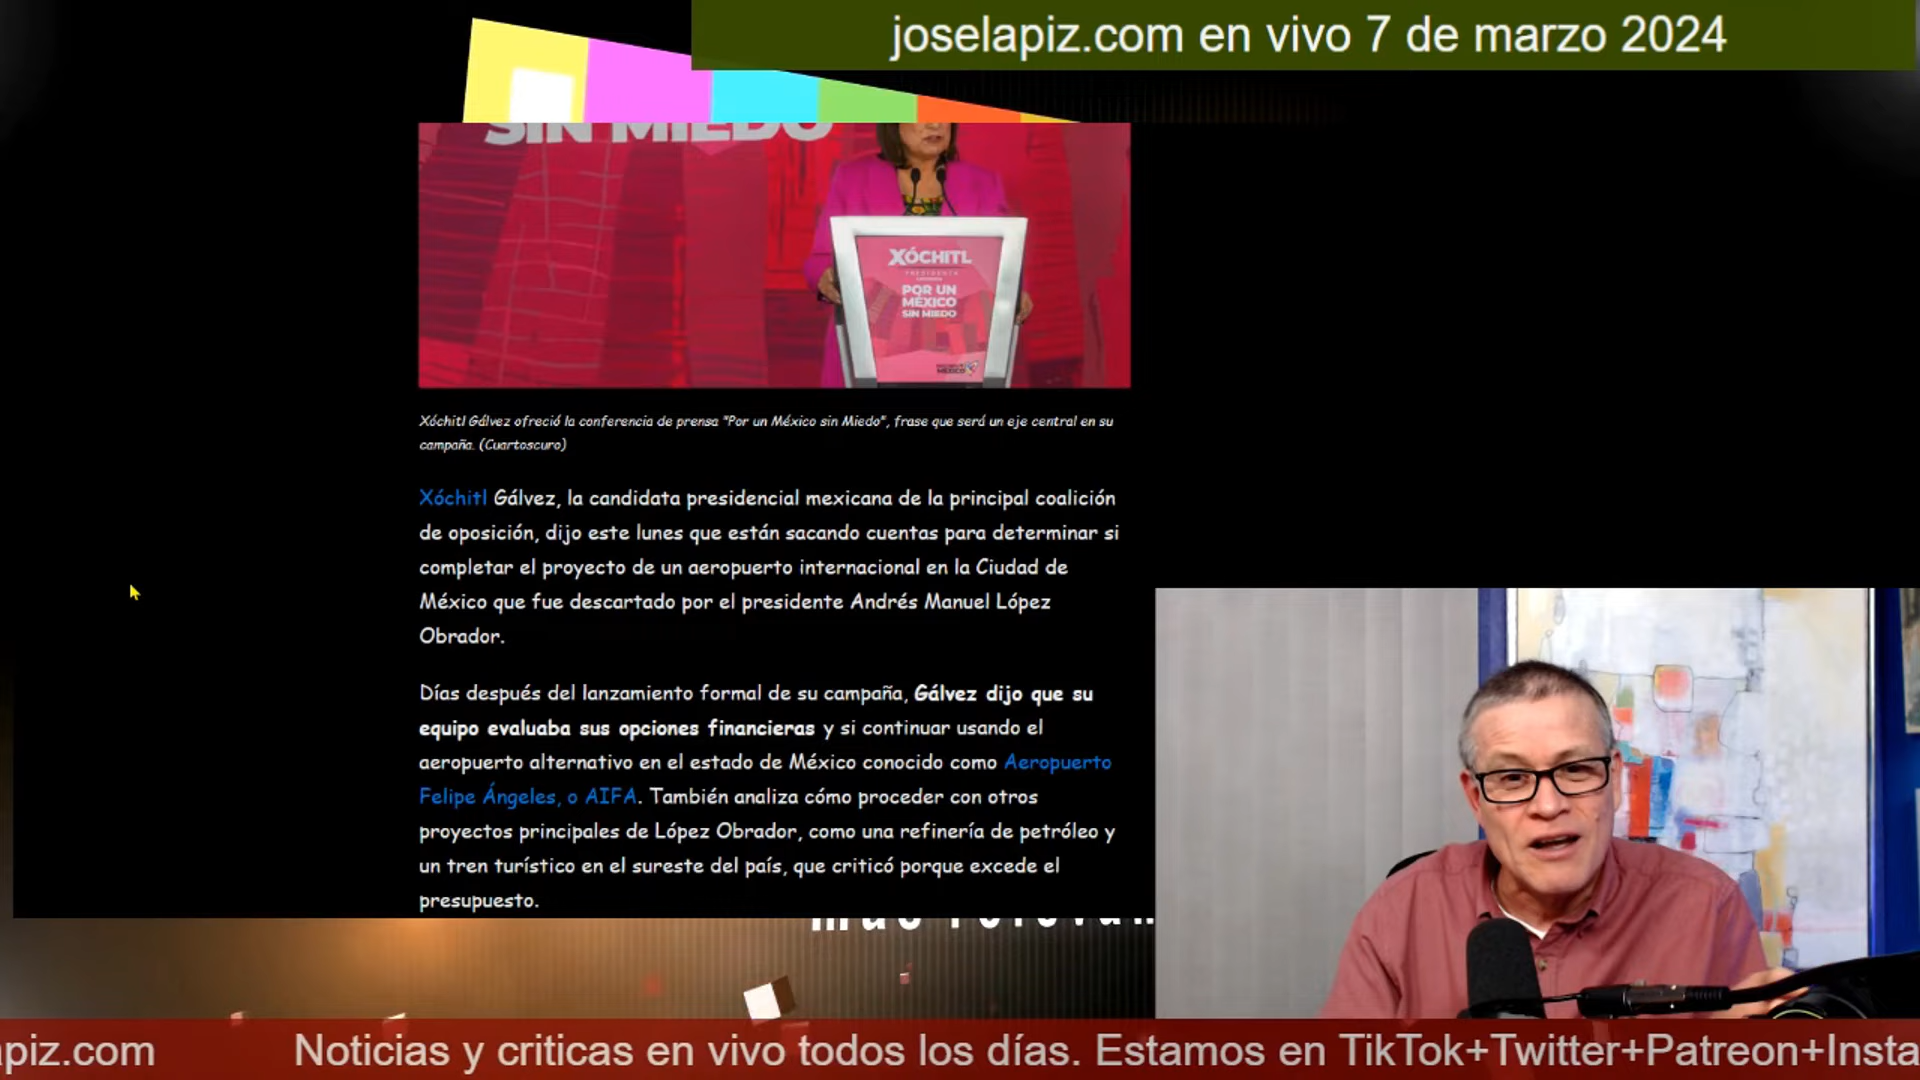 joselapiz.com en vivo 7 de marzo 2024
SIN MIEDO
XÓCHITL
PRESIDENTA
POR UN
MÉXICO
SIN MIEDO
MÉXICO
Xóchitl Gálvez ofreció la conferencia de prensa "Por un México sin Miedo", frase que será un eje central en su
campaña. (Cuartoscuro)
Xóchitl Gálvez, la candidata presidencial mexicana de la principal coalición
de oposición, dijo este lunes que están sacando cuentas para determinar si
completar el proyecto de un aeropuerto internacional en la Ciudad de
México que fue descartado por el presidente Andrés Manuel López
Obrador.
Días después del lanzamiento formal de su campaña, Gálvez dijo que su
equipo evaluaba sus opciones financieras y si continuar usando el
aeropuerto alternativo en el estado de México conocido como Aeropuerto
Felipe Ángeles, o AIFA. También analiza cómo proceder con otros
proyectos principales de López Obrador, como una refinería de petróleo y
un tren turístico en el sureste del país, que criticó porque excede el
presupuesto.
apiz.com Noticias y criticas en vivo todos los días. Estamos en TikTok+Twitter+Patreon+Insta